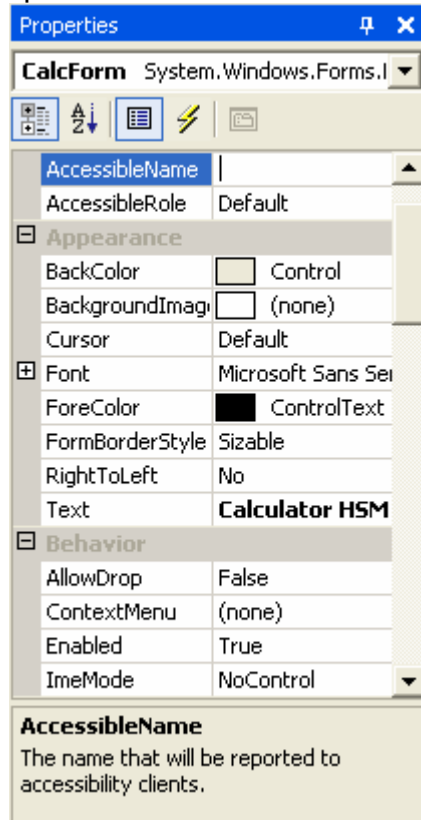 Properties
CalcForm System.Windows.Forms.
AccessibleName
AccessibleRole Default
Appearance
BackColor Control
BackgroundImag
Cursor Default
Font Microsoft Sans Ser
ForeColor ControlText
FormBorderStyle Sizable
RightToLeft No
Text Calculator HSM
Behavior
AllowDrop False
ContextMenu (none)
Enabled True
ImeMode NoControl
AccessibleName
The name that will be reported to
accessibility clients.